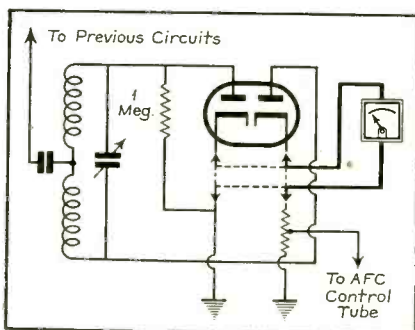 To Previous Circuits
1
Meg.
To AFC
Control
Tube